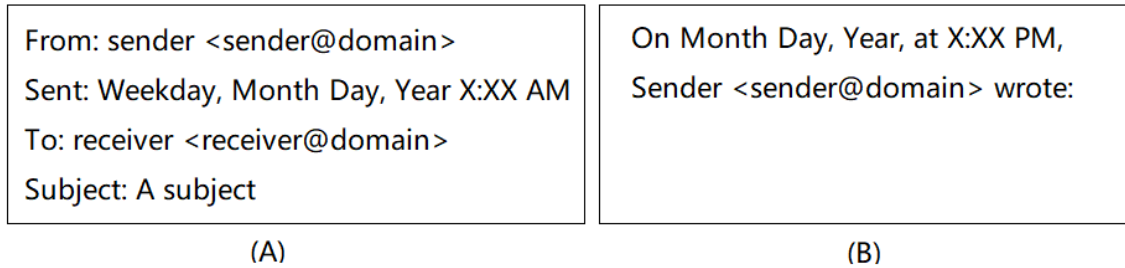 From: sender <sender@domain>
Sent: Weekday, Month Day, Year X:XX AM
To: receiver <receiver@domain>
Subject: A subject
(A)
On Month Day, Year, at X:XX PM,
Sender <sender@domain> wrote:
(B)